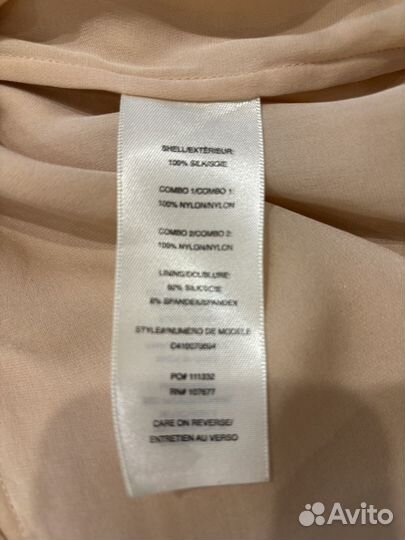 SHELL/EXTÉRIEUR:
100% SILK/SOIE
COMBO 1/COMBO 1:
100% NYLON/NYLON
COMBO 2/COMBO 2:
100% NYLON/NYLON
LINING/DOUBLURE:
92% SILK/SOIE
8% SPANDEX/SPANDEX
STYLE#/NUMÉRO DE MODÈLE
PO# 111332
RN# 107677
CARE ON REVERSE/
ENTRETIEN AU VERSO
Avito